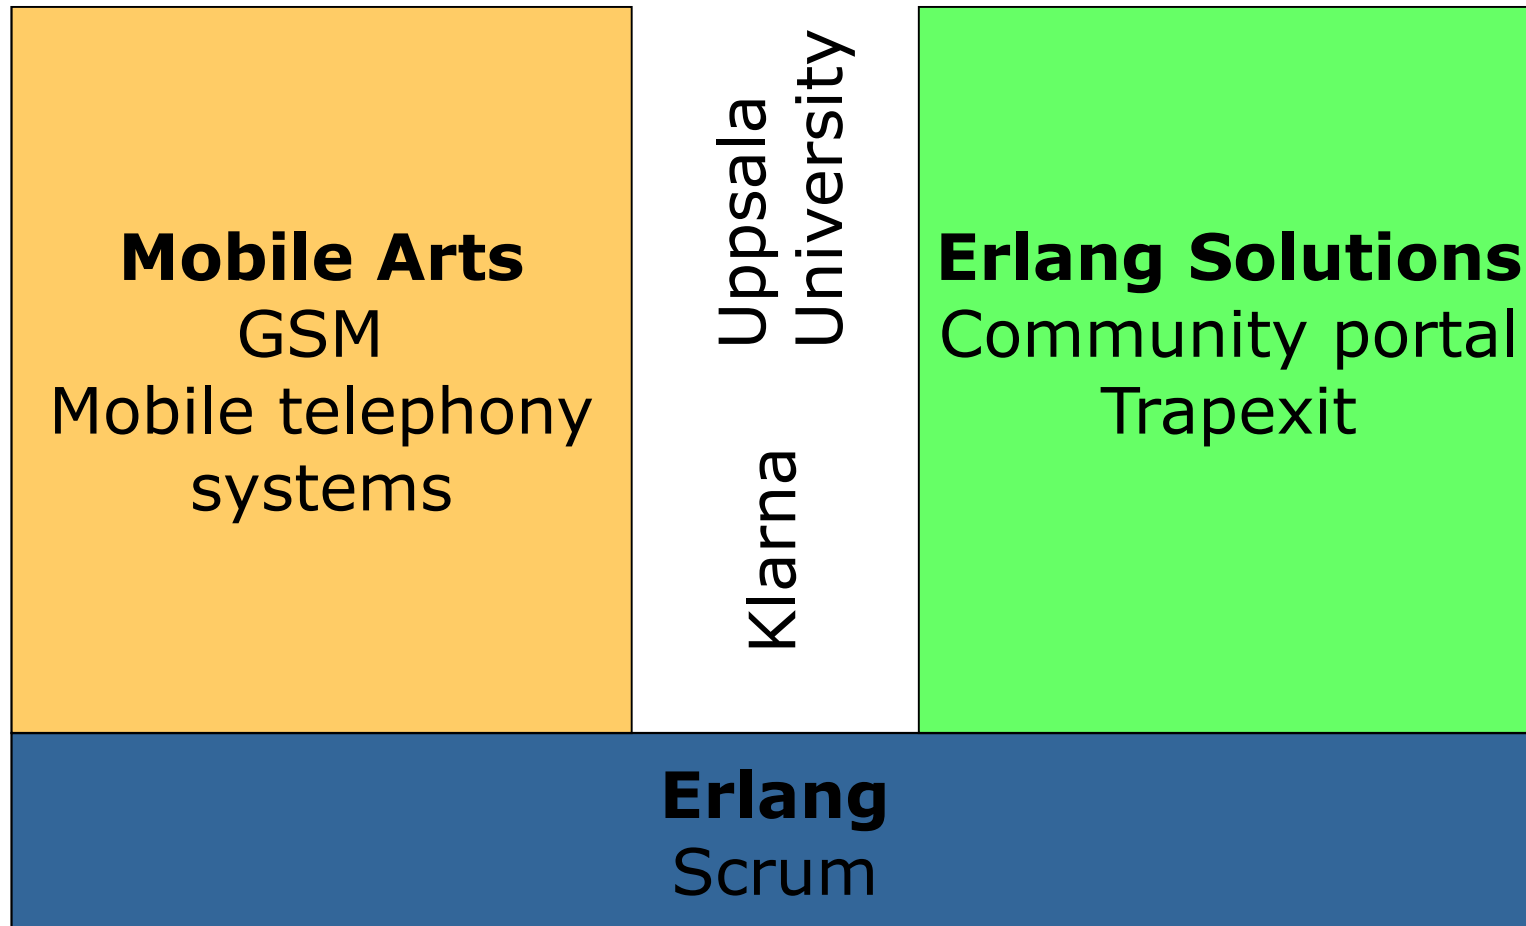 Mobile Arts
GSM
Mobile telephony
systems
Uppsala
University
Klarna
Erlang Solutions
Community portal
Trapexit
Erlang
Scrum